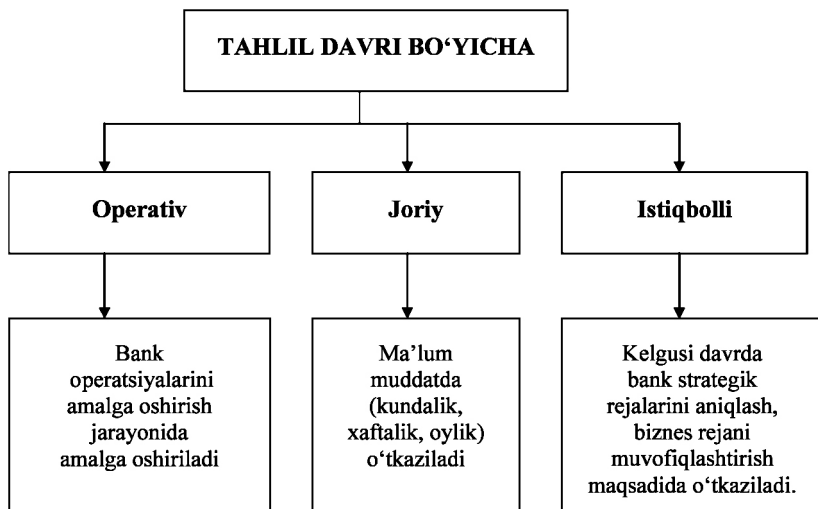 TAHLIL DAVRI BO‘YICHA
Operativ
Joriy
Istiqbolli
Bank
operatsiyalarini
amalga oshirish
jarayonida
amalga oshiriladi
Ma’lum
muddatda
(kundalik,
xaftalik, oylik)
o‘tkaziladi
Kelgusi davrda
bank strategik
rejalarini aniqlash,
biznes rejani
muvofiqlashtirish
maqsadida o‘tkaziladi.